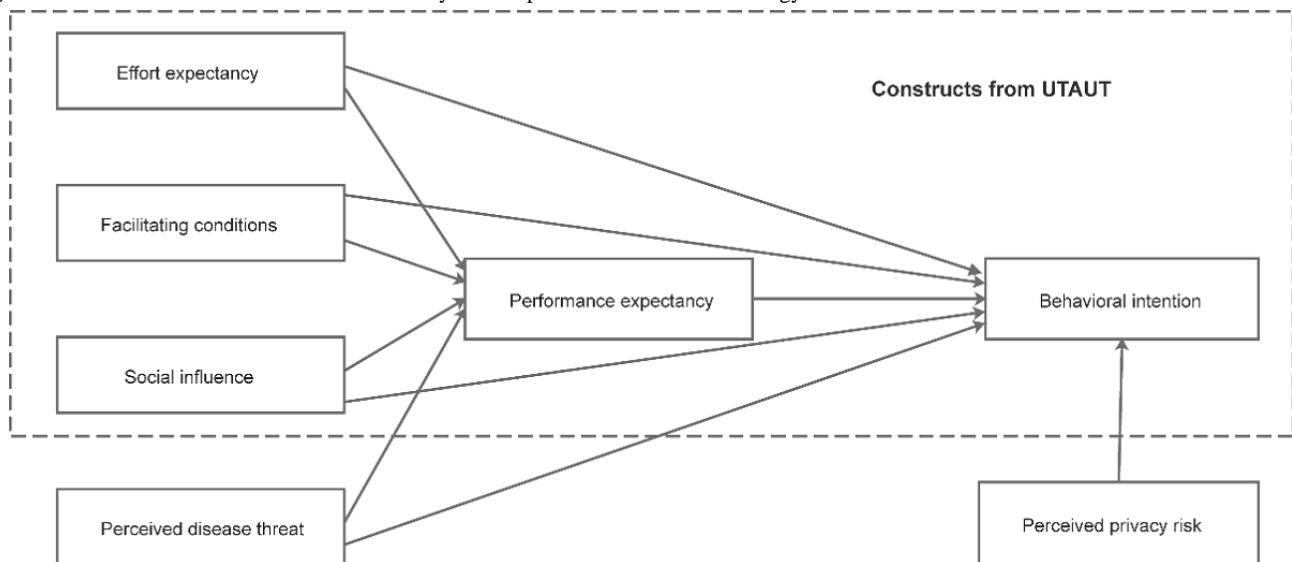 Effort expectancy
Constructs from UTAUT
Facilitating conditions
Performance expectancy
Behavioral intention
Social influence
Perceived disease threat
Perceived privacy risk